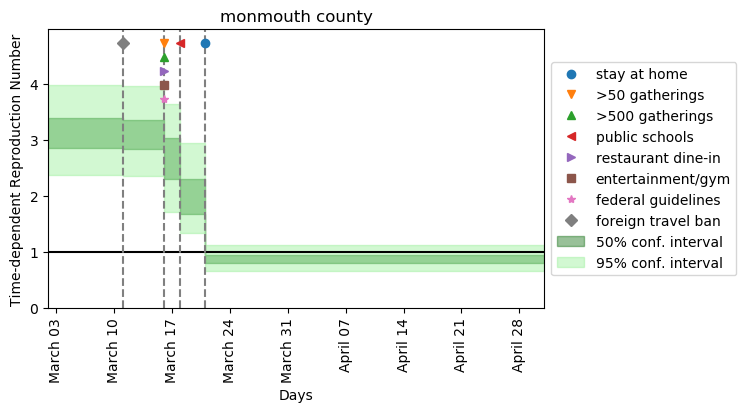 monmouth county
Time-dependent Reproduction Number
4
3
2
1
0
March 03
March 10
March 17
March 24
March 31
April 07
April 14
April 21
April 28
Days
stay at home
>50 gatherings
>500 gatherings
public schools
restaurant dine-in
entertainment/gym
federal guidelines
foreign travel ban
50% conf. interval
95% conf. interval